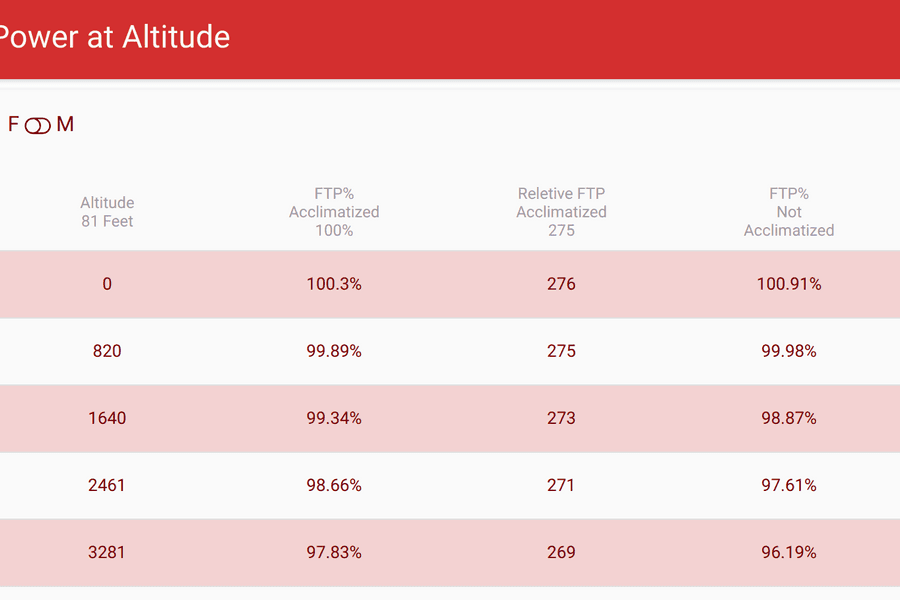 Power at Altitude
F M
Altitude
81 Feet
FTP%
Acclimatized
100%
Reletive FTP
Acclimatized
275
FTP%
Not
Acclimatized
0 100.3% 276 100.91%
820 99.89% 275 99.98%
1640 99.34% 273 98.87%
2461 98.66% 271 97.61%
3281 97.83% 269 96.19%